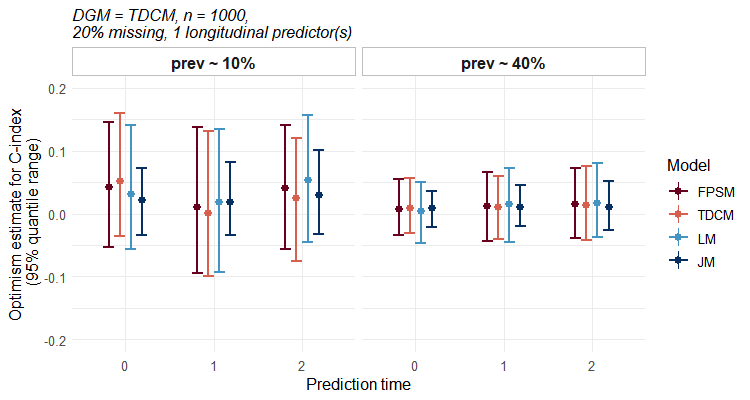 DGM = TDCM, n = 1000,
20% missing, 1 longitudinal predictor(s)
prev ~ 10%
prev ~ 40%
Optimism estimate for C-index
(95% quantile range)
0.2
0.1
0.0
-0.1
-0.2
0 1 2
0 1 2
Prediction time
Model
FPSM
TDCM
LM
JM